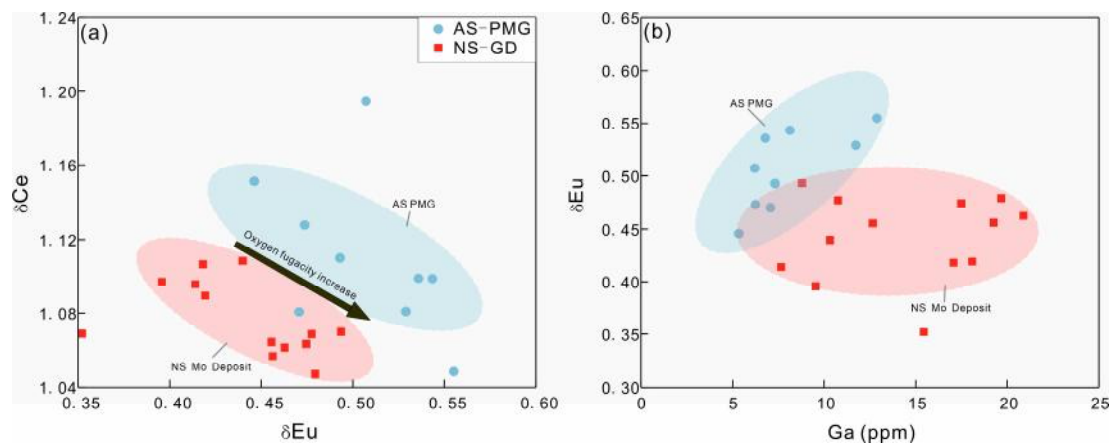 (a)
AS-PMG
NS-GD
1.24
1.20
1.16
1.12
1.08
1.04
δCe
AS PMG
Oxygen fugacity increase
NS Mo Deposit
0.35
0.40
0.45
0.50
0.55
0.60
δEu
(b)
0.65
0.60
0.55
0.50
0.45
0.40
0.35
0.30
δEu
AS PMG
NS Mo Deposit
0
5
10
15
20
25
Ga (ppm)